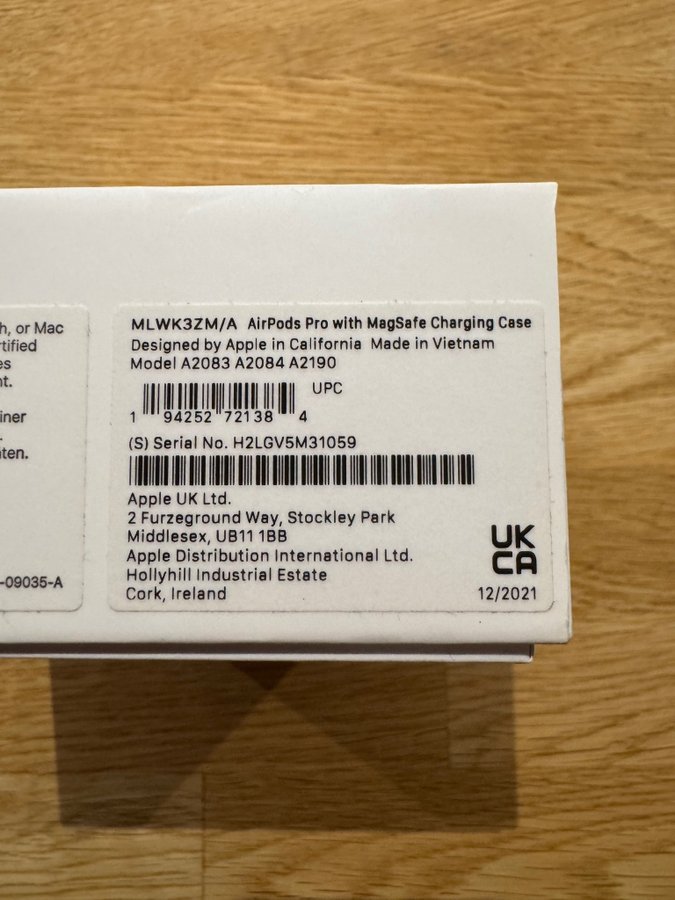 h, or Mac
rtified
es
nt.
iner
ten.
-09035-A
MLWK3ZM/A AirPods Pro with MagSafe Charging Case
Designed by Apple in California Made in Vietnam
Model A2083 A2084 A2190
UPC
1 94252 72138 4
(S) Serial No. H2LGV5M31059
Apple UK Ltd.
2 Furzeground Way, Stockley Park
Middlesex, UB11 1BB
Apple Distribution International Ltd.
Hollyhill Industrial Estate
Cork, Ireland
UK
CA
12/2021